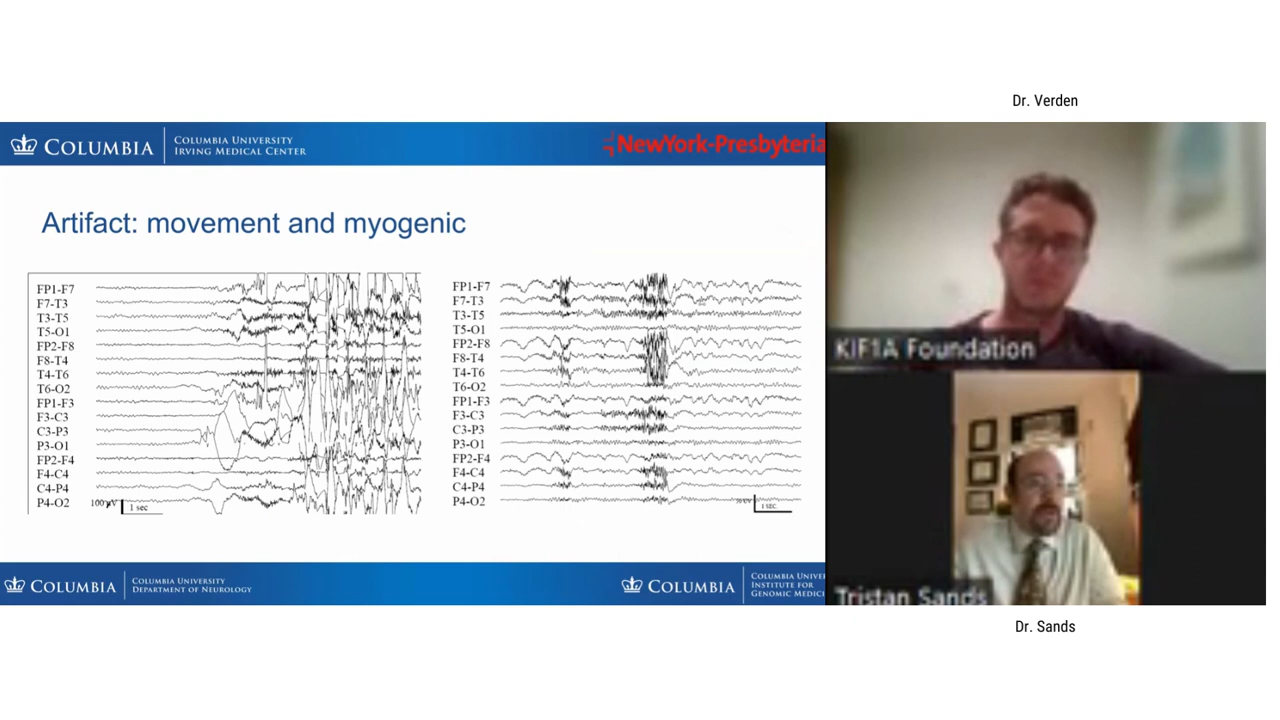 Dr. Verden
COLUMBIA
COLUMBIA UNIVERSITY
IRVING MEDICAL CENTER
NewYork-Presbyteria
Artifact: movement and myogenic
FP1-F7
F7-T3
T3-T5
T5-O1
FP2-F8
F8-T4
T4-T6
T6-O2
FP1-F3
F3-C3
C3-P3
P3-O1
FP2-F4
F4-C4
C4-P4
P4-O2
100 µV
1 sec
FP1-F7
F7-T3
T3-T5
T5-O1
FP2-F8
F8-T4
T4-T6
T6-O2
FP1-F3
F3-C3
C3-P3
P3-O1
FP2-F4
F4-C4
C4-P4
P4-O2
1 SEC.
KIF1A Foundation
Tristan Sands
COLUMBIA
COLUMBIA UNIVERSITY
DEPARTMENT OF NEUROLOGY
COLUMBIA
COLUMBIA UNIVE
INSTITUTE FOR
GENOMIC MEDIC
Dr. Sands